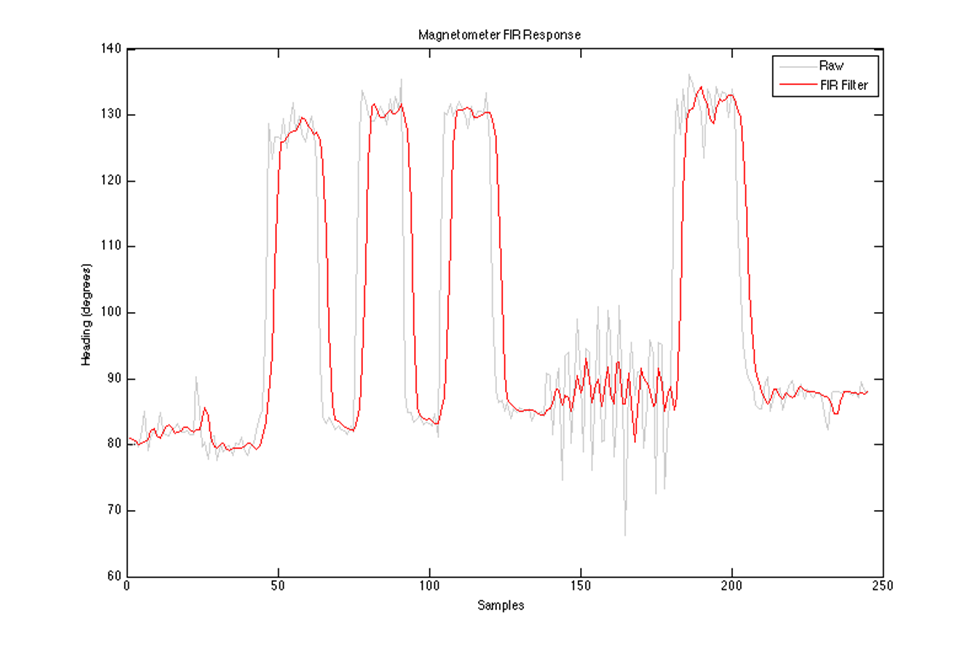 Magnetometer FIR Response
140
130
120
110
100
90
80
70
60
Heading (degrees)
Raw
FIR Filter
0 50 100 150 200 250
Samples